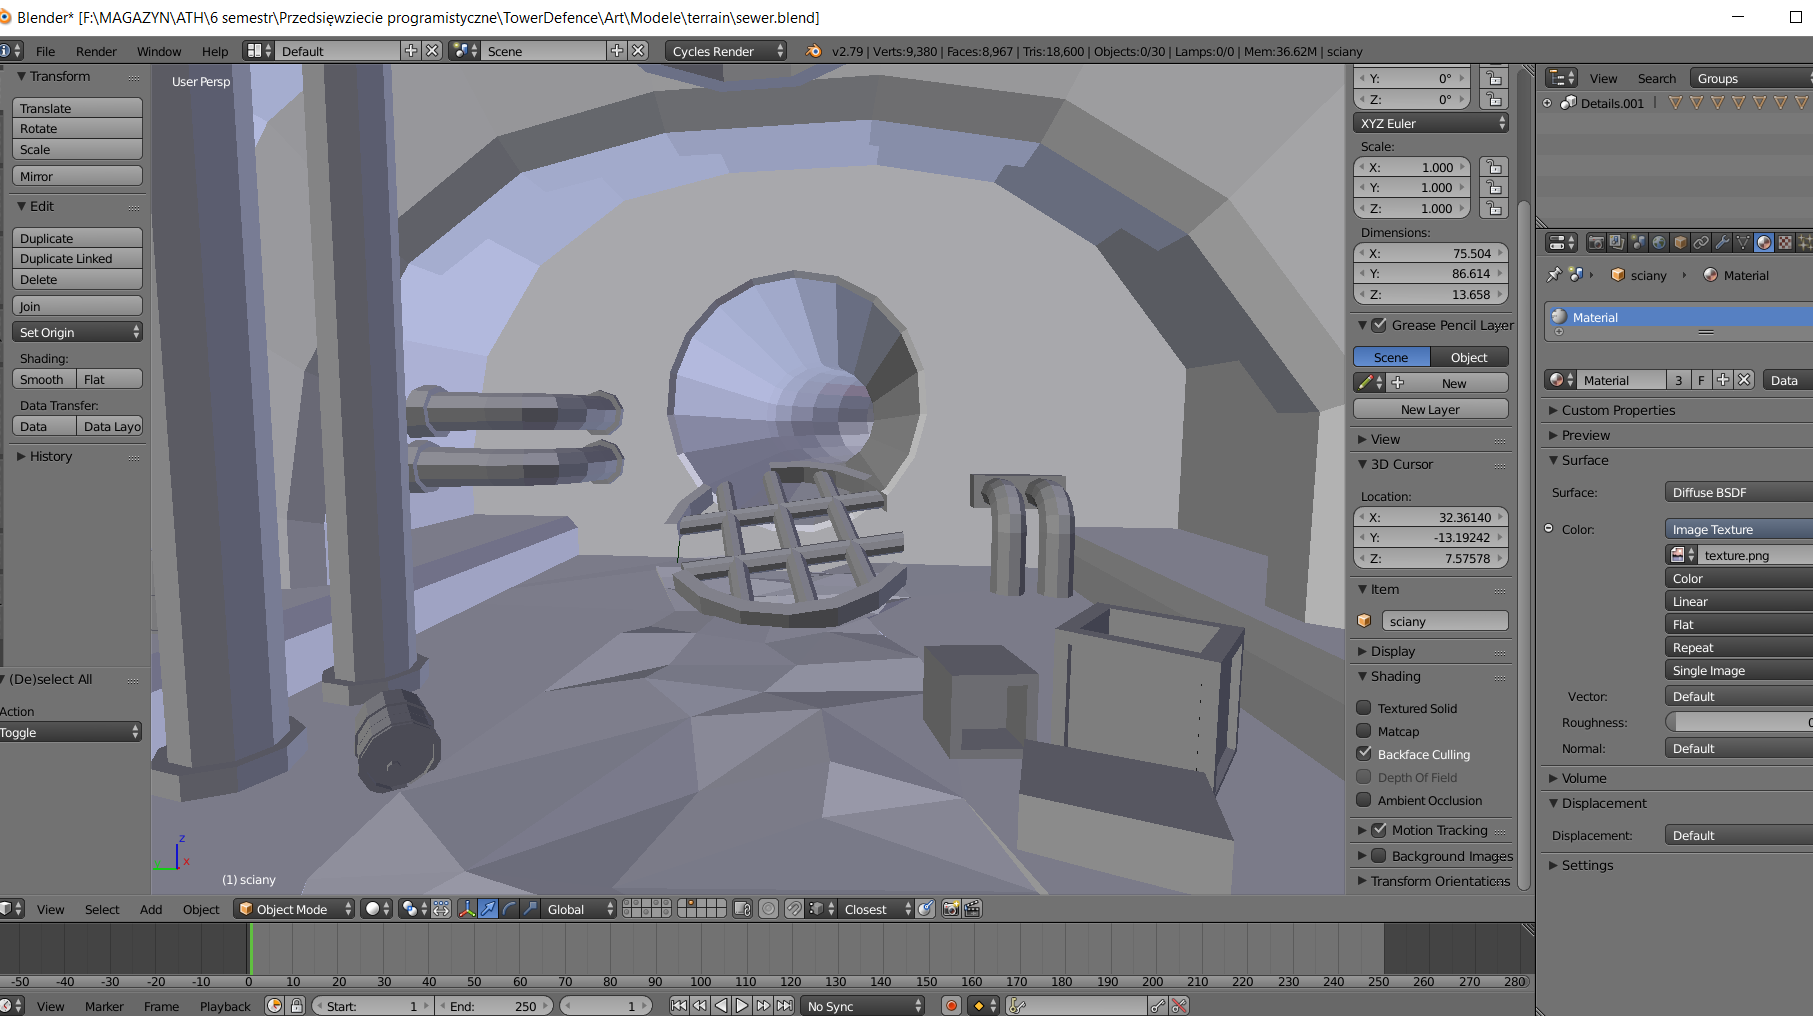 Blender* [F:\MAGAZYN\ATH\6 semestr\Przedsięwziecie programistyczne\TowerDefence\Art\Modele\terrain\sewer.blend]
File Render Window Help Default Scene Cycles Render v2.79 | Verts:9,380 | Faces:8,967 | Tris:18,600 | Objects:0/30 | Lamps:0/0 | Mem:36.62M | sciany
Transform
Translate
Rotate
Scale
Mirror
Edit
Duplicate
Duplicate Linked
Delete
Join
Set Origin
Shading:
Smooth Flat
Data Transfer:
Data Data Layo
History
(De)select All
Action
Toggle
User Persp
z
x
(1) sciany
Y: 0°
Z: 0°
XYZ Euler
Scale:
X: 1.000
Y: 1.000
Z: 1.000
Dimensions:
X: 75.504
Y: 86.614
Z: 13.658
Grease Pencil Layer
Scene Object
New
New Layer
View
3D Cursor
Location:
X: 32.36140
Y: -13.19242
Z: 7.57578
Item
sciany
Display
Shading
Textured Solid
Matcap
Backface Culling
Depth Of Field
Ambient Occlusion
Motion Tracking
Background Images
Transform Orientations
View Search Groups
Details.001
sciany Material
Material
Material 3 F Data
Custom Properties
Preview
Surface
Surface: Diffuse BSDF
Color: Image Texture
texture.png
Color
Linear
Flat
Repeat
Single Image
Vector: Default
Roughness: 0
Normal: Default
Volume
Displacement
Displacement: Default
Settings
View Select Add Object Object Mode Global Closest
-50 -40 -30 -20 -10 0 10 20 30 40 50 60 70 80 90 100 110 120 130 140 150 160 170 180 190 200 210 220 230 240 250 260 270 280
View Marker Frame Playback Start: 1 End: 250 1 No Sync